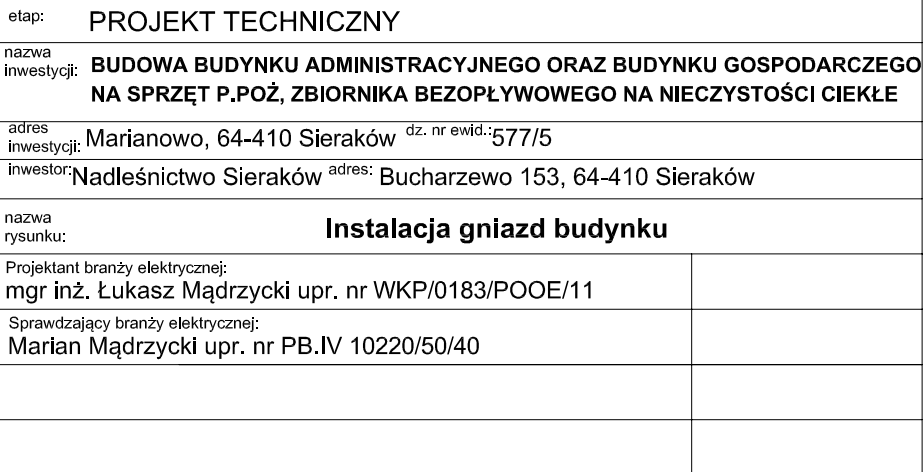 etap: PROJEKT TECHNICZNY
nazwa inwestycji: BUDOWA BUDYNKU ADMINISTRACYJNEGO ORAZ BUDYNKU GOSPODARCZEGO
NA SPRZĘT P.POŻ, ZBIORNIKA BEZOPŁYWOWEGO NA NIECZYSTOŚCI CIEKŁE
adres inwestycji: Marianowo, 64-410 Sieraków dz. nr ewid.: 577/5
inwestor: Nadleśnictwo Sieraków adres: Bucharzewo 153, 64-410 Sieraków
nazwa rysunku: Instalacja gniazd budynku
Projektant branży elektrycznej:
mgr inż. Łukasz Mądrzycki upr. nr WKP/0183/POOE/11
Sprawdzający branży elektrycznej:
Marian Mądrzycki upr. nr PB.IV 10220/50/40